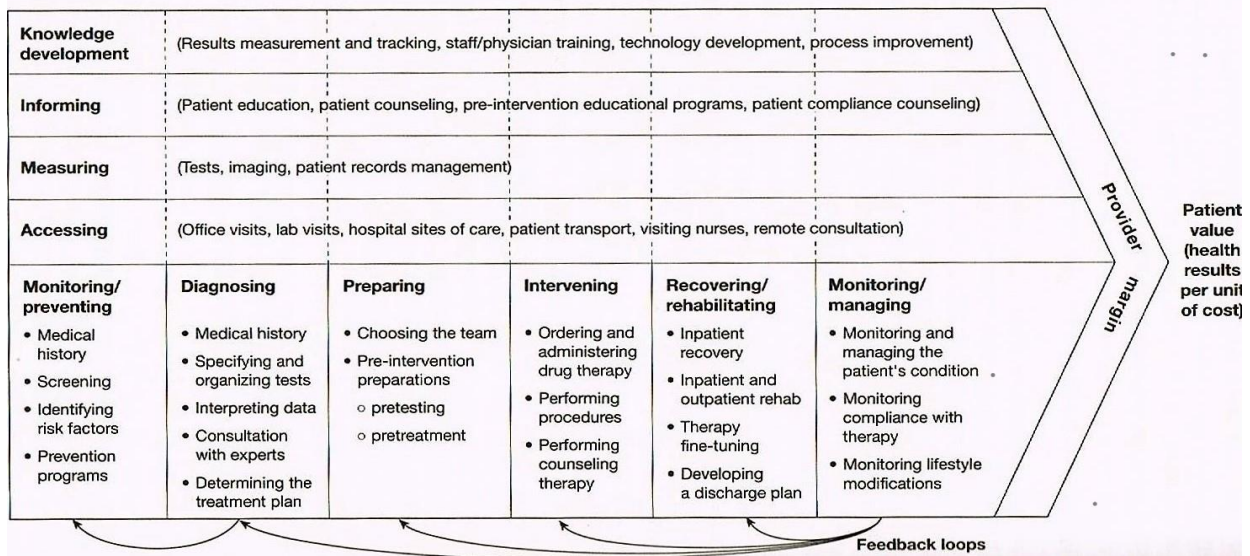 Knowledge
development
(Results measurement and tracking, staff/physician training, technology development, process improvement)
Informing
(Patient education, patient counseling, pre-intervention educational programs, patient compliance counseling)
Measuring
(Tests, imaging, patient records management)
Accessing
(Office visits, lab visits, hospital sites of care, patient transport, visiting nurses, remote consultation)
Monitoring/
preventing
• Medical
history
• Screening
• Identifying
risk factors
• Prevention
programs
Diagnosing
• Medical history
• Specifying and
organizing tests
• Interpreting data
• Consultation
with experts
• Determining the
treatment plan
Preparing
• Choosing the team
• Pre-intervention
preparations
○ pretesting
○ pretreatment
Intervening
• Ordering and
administering
drug therapy
• Performing
procedures
• Performing
counseling
therapy
Recovering/
rehabilitating
• Inpatient
recovery
• Inpatient and
outpatient rehab
• Therapy
fine-tuning
• Developing
a discharge plan
Monitoring/
managing
• Monitoring and
managing the
patient's condition
• Monitoring
compliance with
therapy
• Monitoring lifestyle
modifications
Provider margin
Patient
value
(health
results
per unit
of cost)
Feedback loops